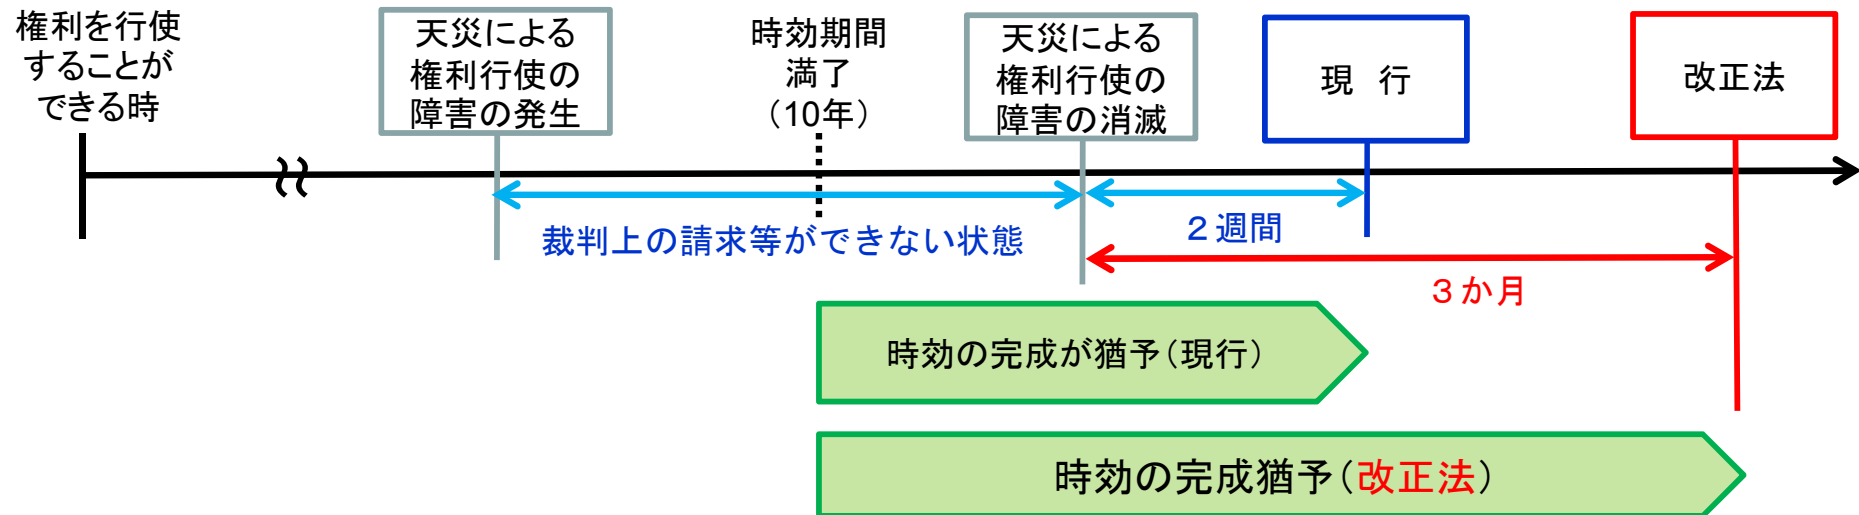 権利を行使
することが
できる時
天災による
権利行使の
障害の発生
時効期間
満了
（10年）
天災による
権利行使の
障害の消滅
現　行
改正法
裁判上の請求等ができない状態
２週間
３か月
時効の完成が猶予（現行）
時効の完成猶予（改正法）